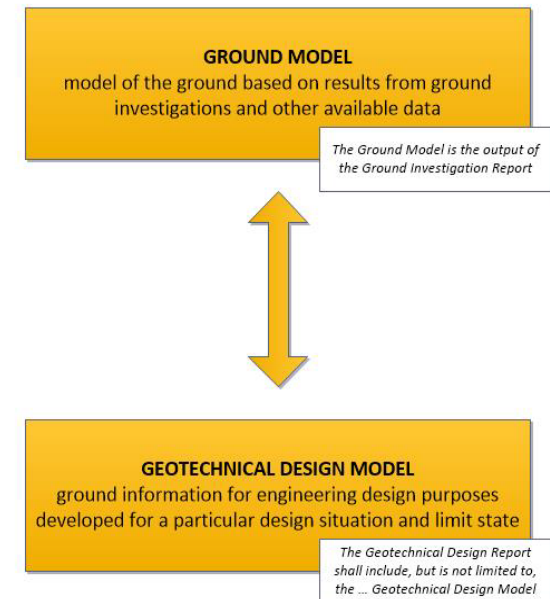 GROUND MODEL
model of the ground based on results from ground
investigations and other available data
The Ground Model is the output of
the Ground Investigation Report
GEOTECHNICAL DESIGN MODEL
ground information for engineering design purposes
developed for a particular design situation and limit state
The Geotechnical Design Report
shall include, but is not limited to,
the ... Geotechnical Design Model